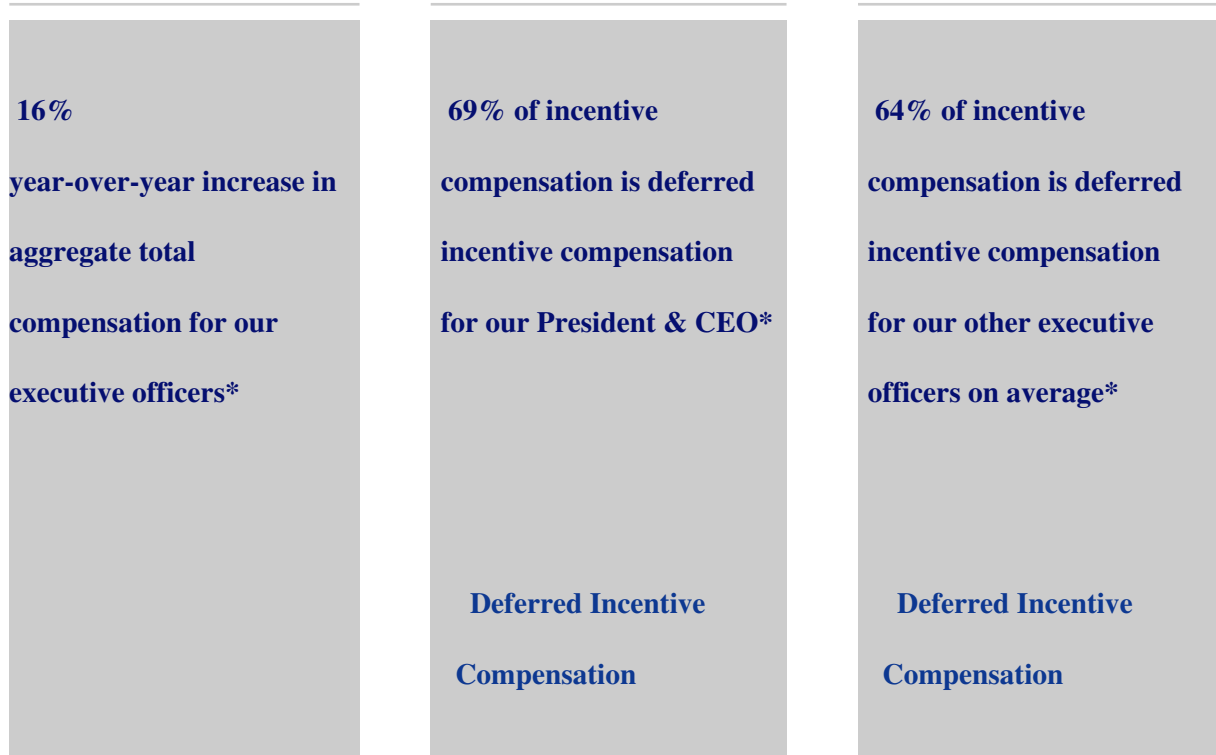 16%
year-over-year increase in
aggregate total
compensation for our
executive officers*
69% of incentive
compensation is deferred
incentive compensation
for our President & CEO*
Deferred Incentive
Compensation
64% of incentive
compensation is deferred
incentive compensation
for our other executive
officers on average*
Deferred Incentive
Compensation